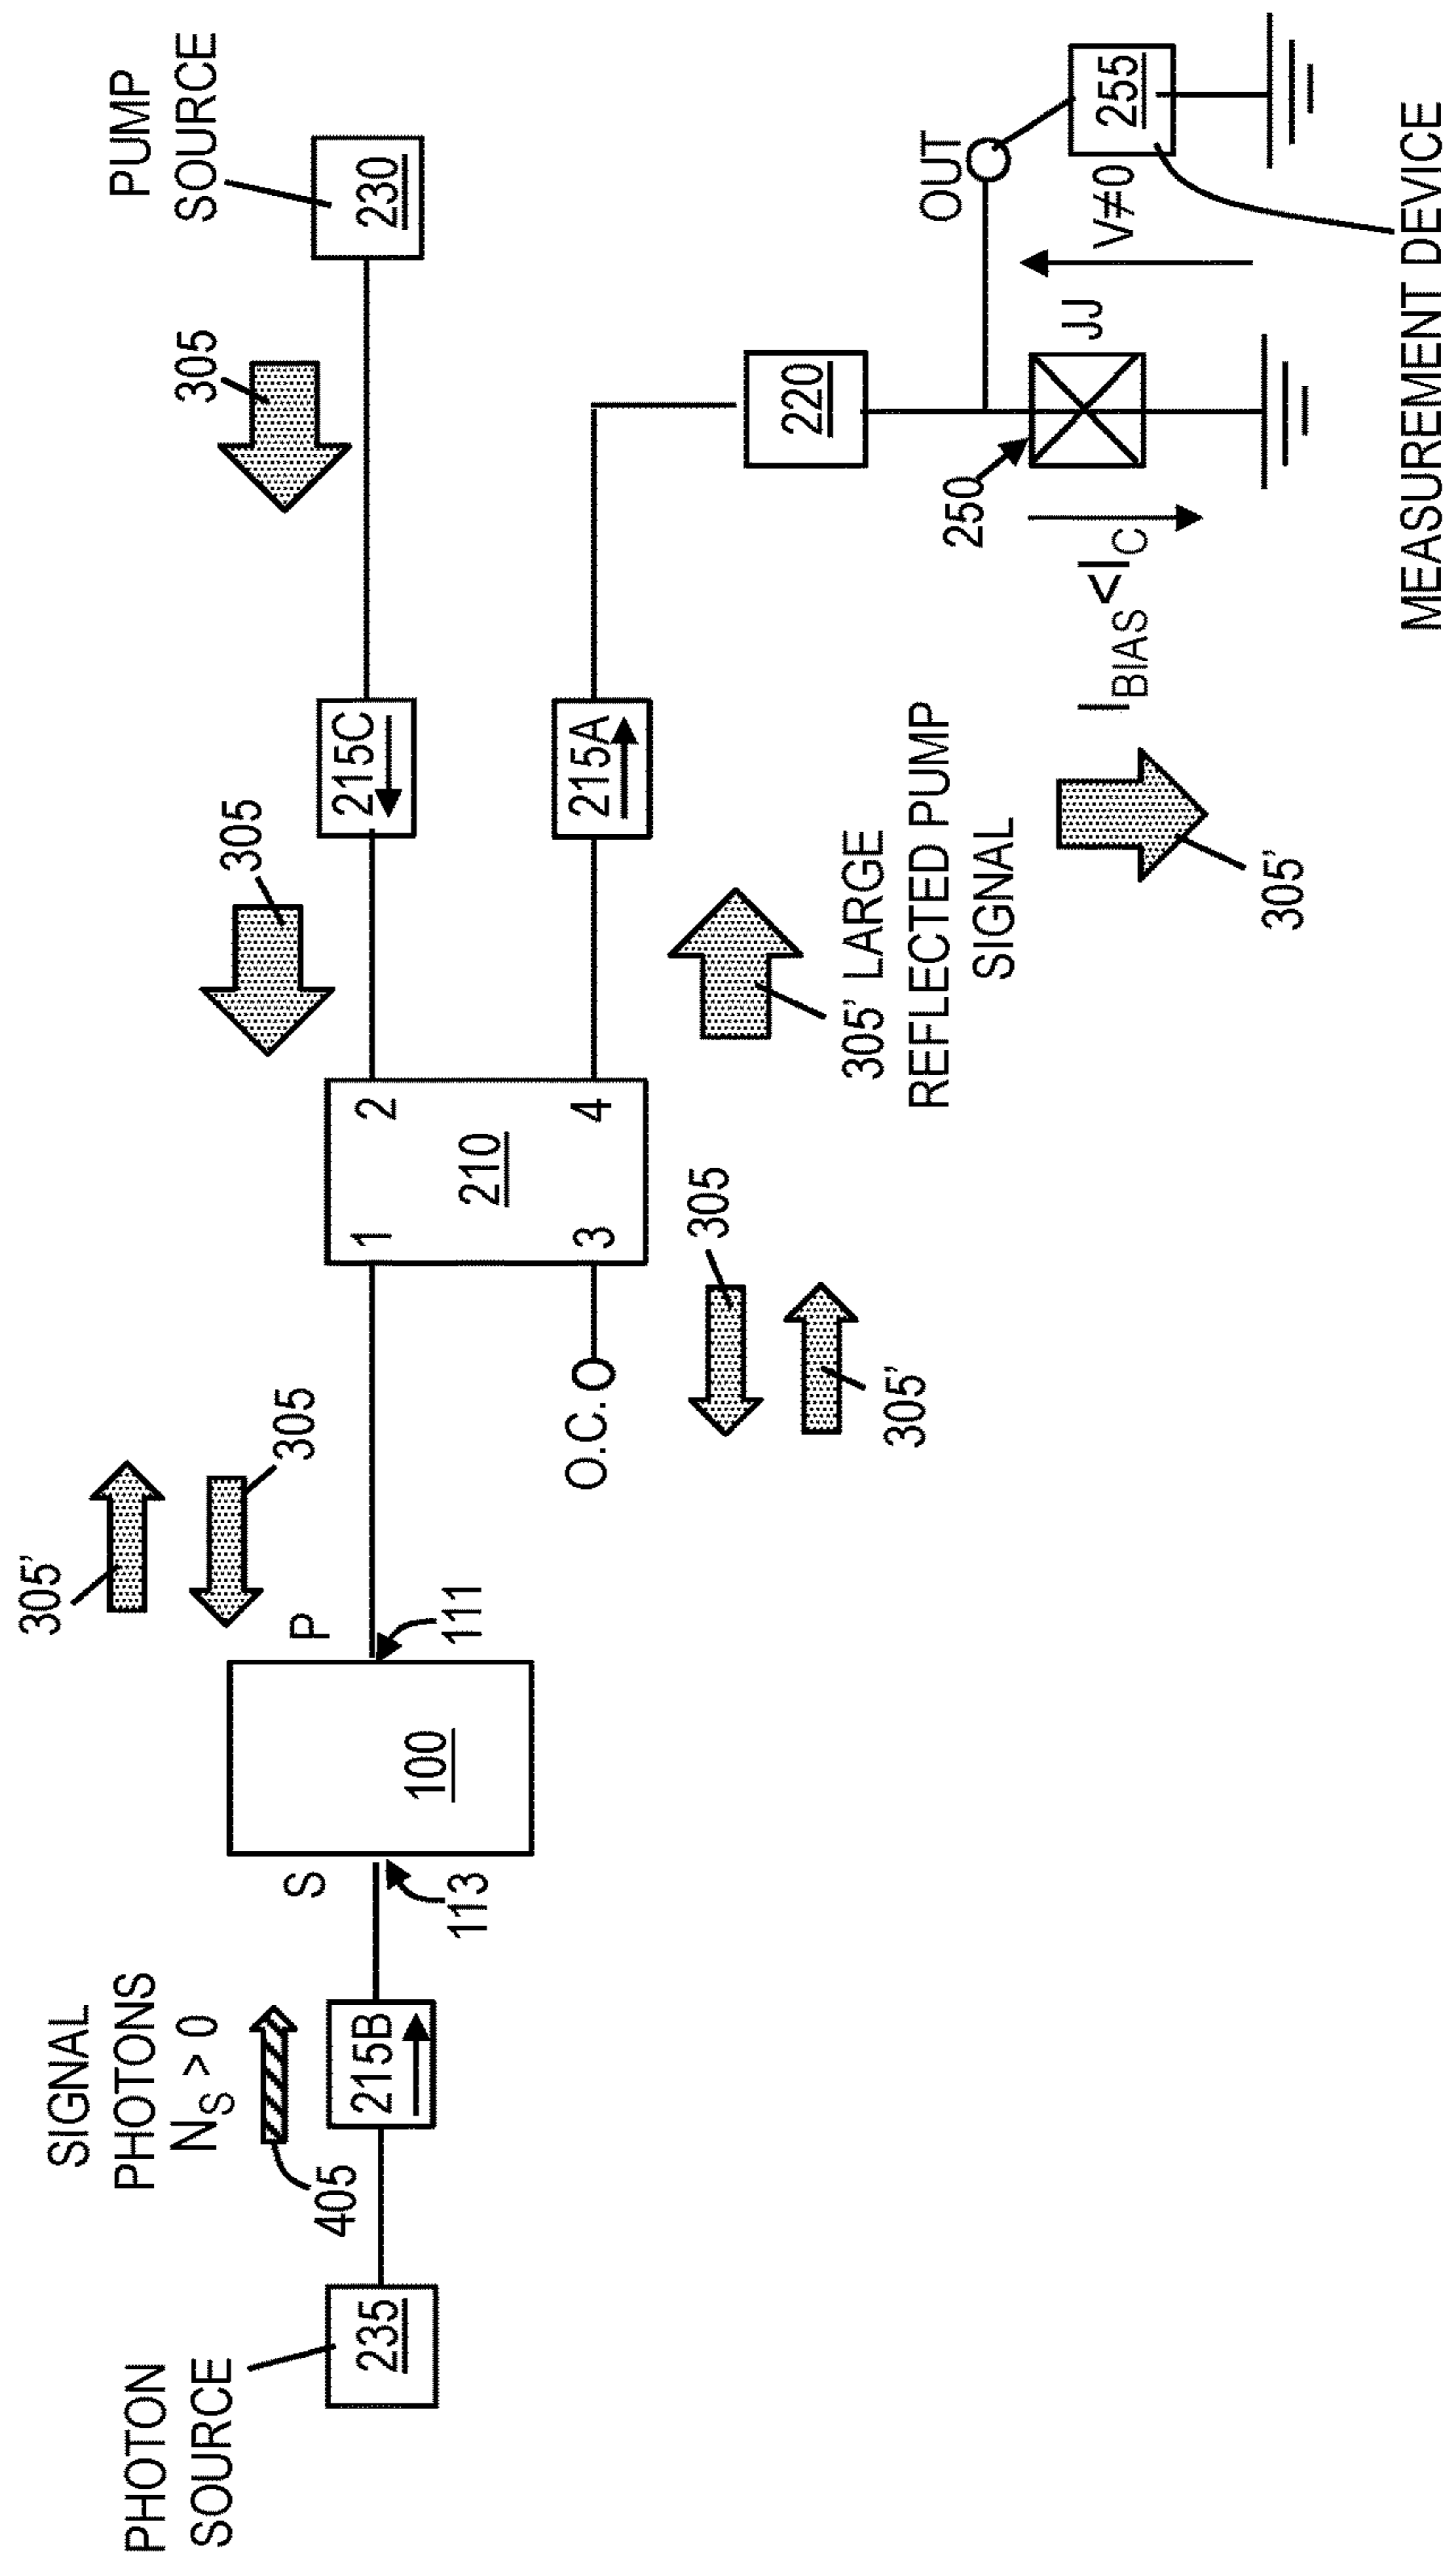 PHOTON
SOURCE
235
SIGNAL
PHOTONS
N_S > 0
405
215B
S
113
100
P
111
305'
305
O.C.
1
2
3
4
210
305
305'
305
215C
305
PUMP
SOURCE
230
215A
305' LARGE
REFLECTED PUMP
SIGNAL
305'
220
250
JJ
I_BIAS<I_C
V≠0
OUT
255
MEASUREMENT DEVICE